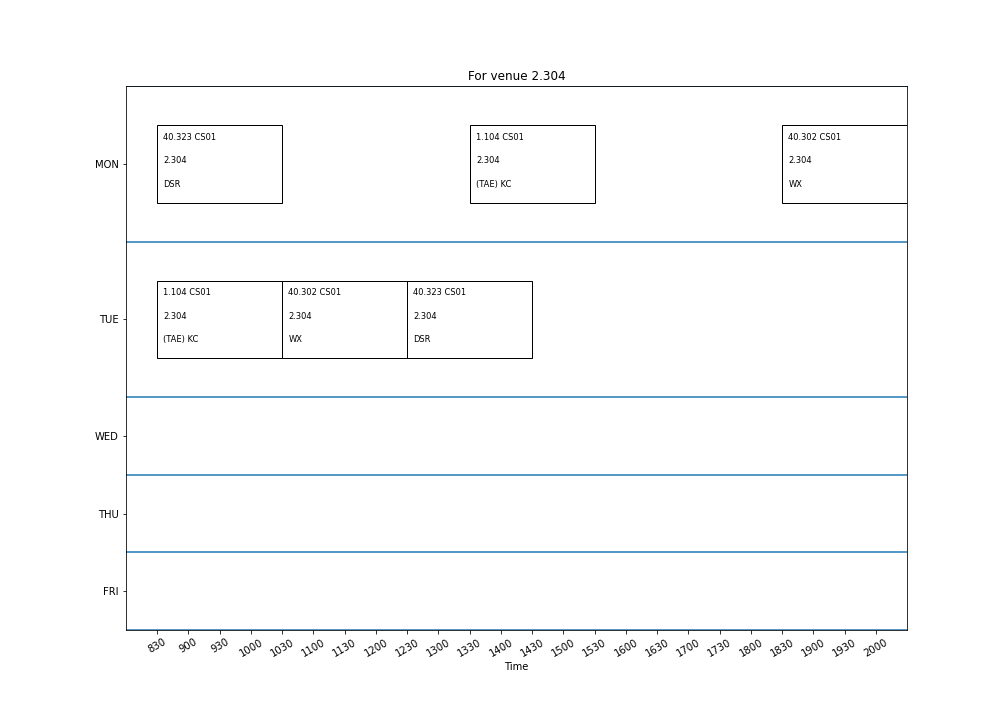 For venue 2.304
MON
40.323 CS01
2.304
DSR
1.104 CS01
2.304
(TAE) KC
40.302 CS01
2.304
WX
TUE
1.104 CS01
2.304
(TAE) KC
40.302 CS01
2.304
WX
40.323 CS01
2.304
DSR
WED
THU
FRI
830 900 930 1000 1030 1100 1130 1200 1230 1300 1330 1400 1430 1500 1530 1600 1630 1700 1730 1800 1830 1900 1930 2000
Time